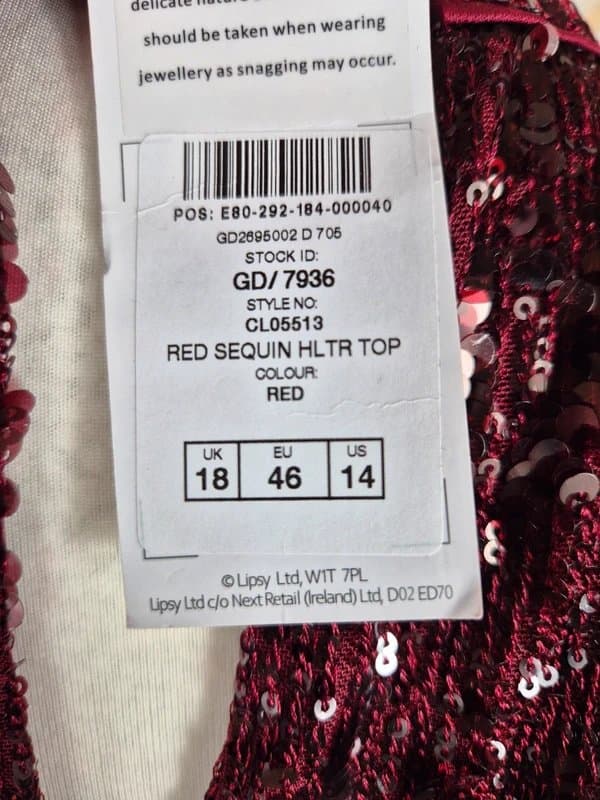 delicate nature
should be taken when wearing
jewellery as snagging may occur.
POS: E80-292-184-000040
GD2695002 D 705
STOCK ID:
GD/ 7936
STYLE NO:
CL05513
RED SEQUIN HLTR TOP
COLOUR:
RED
UK EU US
18 46 14
© Lipsy Ltd, W1T 7PL
Lipsy Ltd c/o Next Retail (Ireland) Ltd, D02 ED70